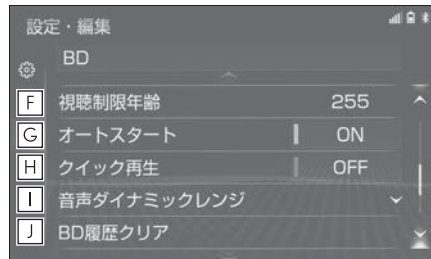 設定・編集
BD
F 視聴制限年齢 255
G オートスタート ON
H クイック再生 OFF
I 音声ダイナミックレンジ
J BD履歴クリア